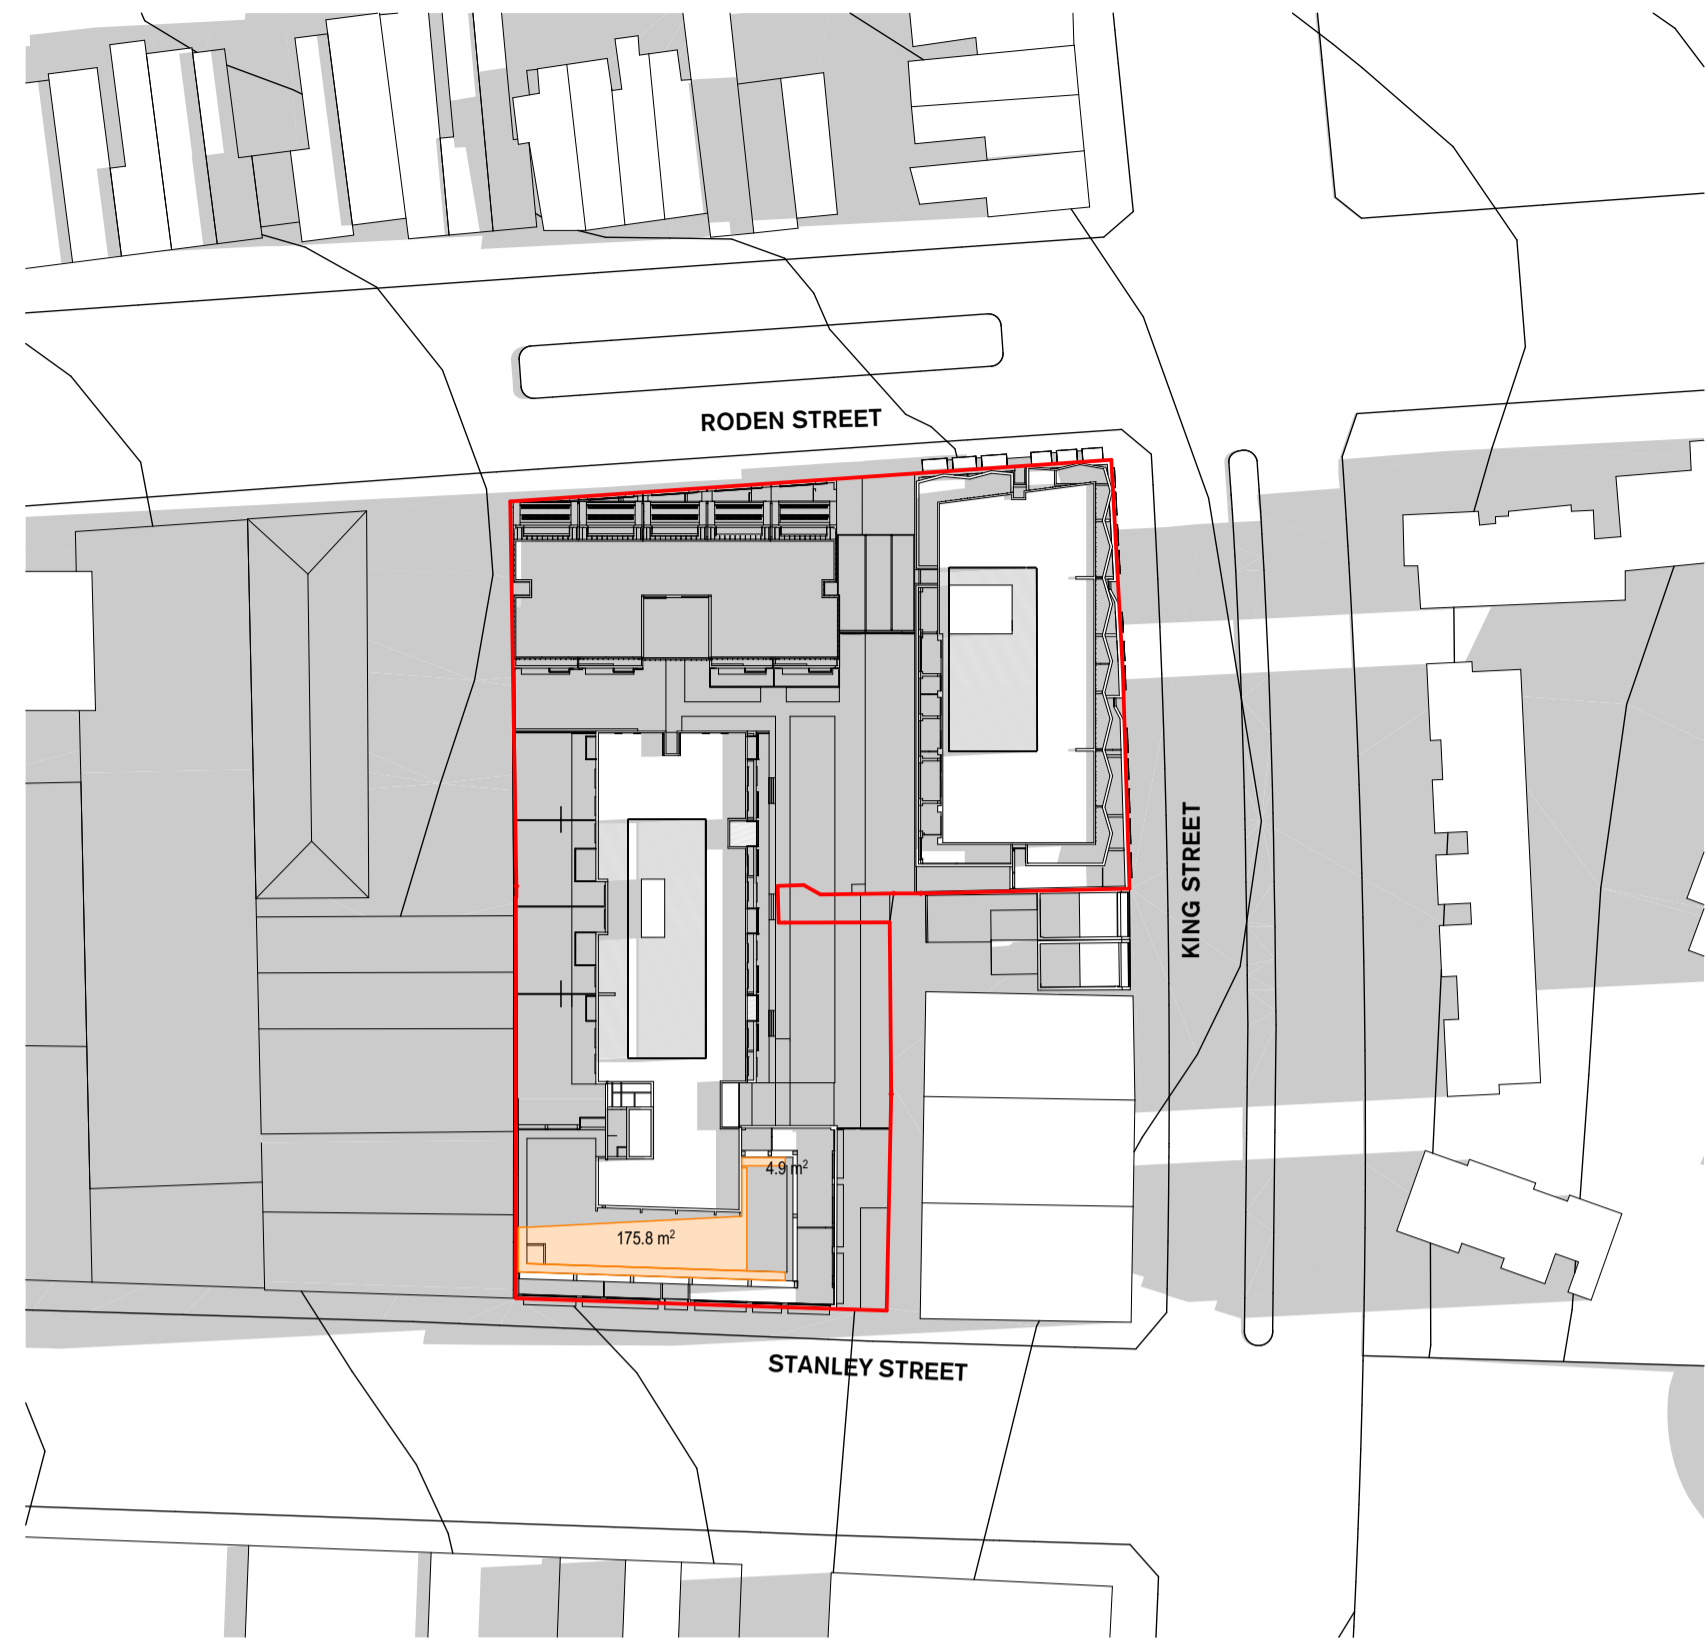 RODEN STREET
KING STREET
4.9 m²
175.8 m²
STANLEY STREET